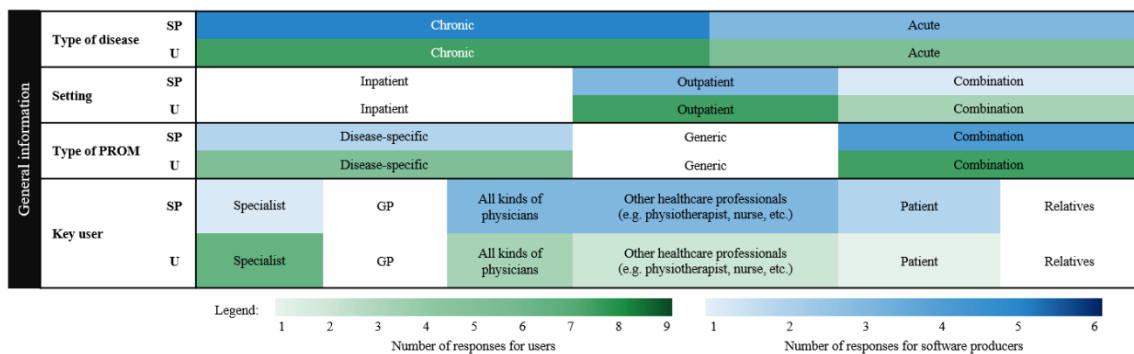 General information
Type of disease
SP
Chronic
Acute
U
Chronic
Acute
Setting
SP
Inpatient
Outpatient
Combination
U
Inpatient
Outpatient
Combination
Type of PROM
SP
Disease-specific
Generic
Combination
U
Disease-specific
Generic
Combination
Key user
SP
Specialist
GP
All kinds of
physicians
Other healthcare professionals
(e.g. physiotherapist, nurse, etc.)
Patient
Relatives
U
Specialist
GP
All kinds of
physicians
Other healthcare professionals
(e.g. physiotherapist, nurse, etc.)
Patient
Relatives
Legend:
1 2 3 4 5 6 7 8 9
Number of responses for users
1 2 3 4 5 6
Number of responses for software producers